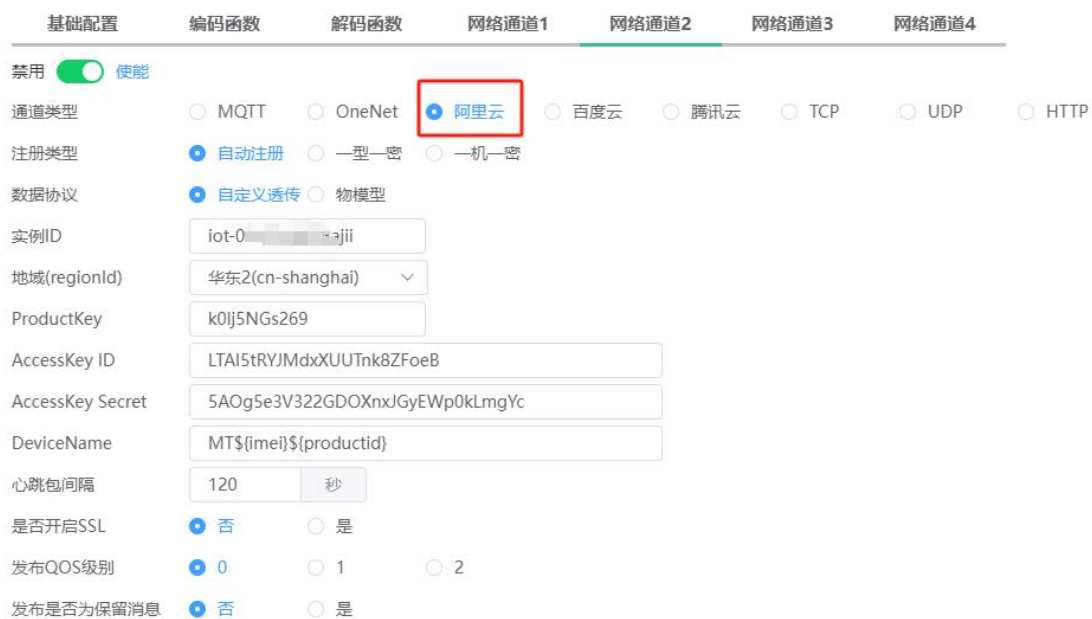 基础配置 编码函数 解码函数 网络通道1 网络通道2 网络通道3 网络通道4
禁用 使能
通道类型 MQTT OneNet 阿里云 百度云 腾讯云 TCP UDP HTTP
注册类型 自动注册 一型一密 一机一密
数据协议 自定义透传 物模型
实例ID iot-0 ajii
地域(regionId) 华东2(cn-shanghai)
ProductKey k0lj5NGs269
AccessKey ID LTAI5tRYJMdxXUUTnk8ZFoeB
AccessKey Secret 5AOg5e3V322GDOXnxJGyEWp0kLmgYc
DeviceName MT${imei}${productid}
心跳包间隔 120 秒
是否开启SSL 否 是
发布QOS级别 0 1 2
发布是否为保留消息 否 是